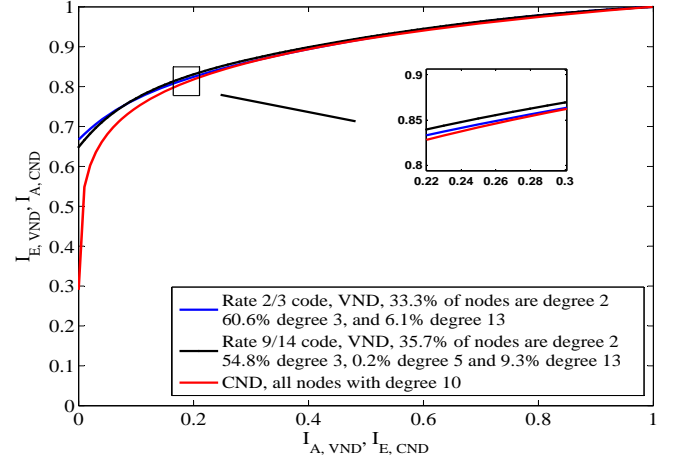 1
0.9
0.8
0.7
0.6
0.5
0.4
0.3
0.2
0.1
0
I_E, VND, I_A, CND
0.9
0.85
0.8
0.22 0.24 0.26 0.28 0.3
Rate 2/3 code, VND, 33.3% of nodes are degree 2
60.6% degree 3, and 6.1% degree 13
Rate 9/14 code, VND, 35.7% of nodes are degree 2
54.8% degree 3, 0.2% degree 5 and 9.3% degree 13
CND, all nodes with degree 10
0 0.2 0.4 0.6 0.8 1
I_A, VND, I_E, CND